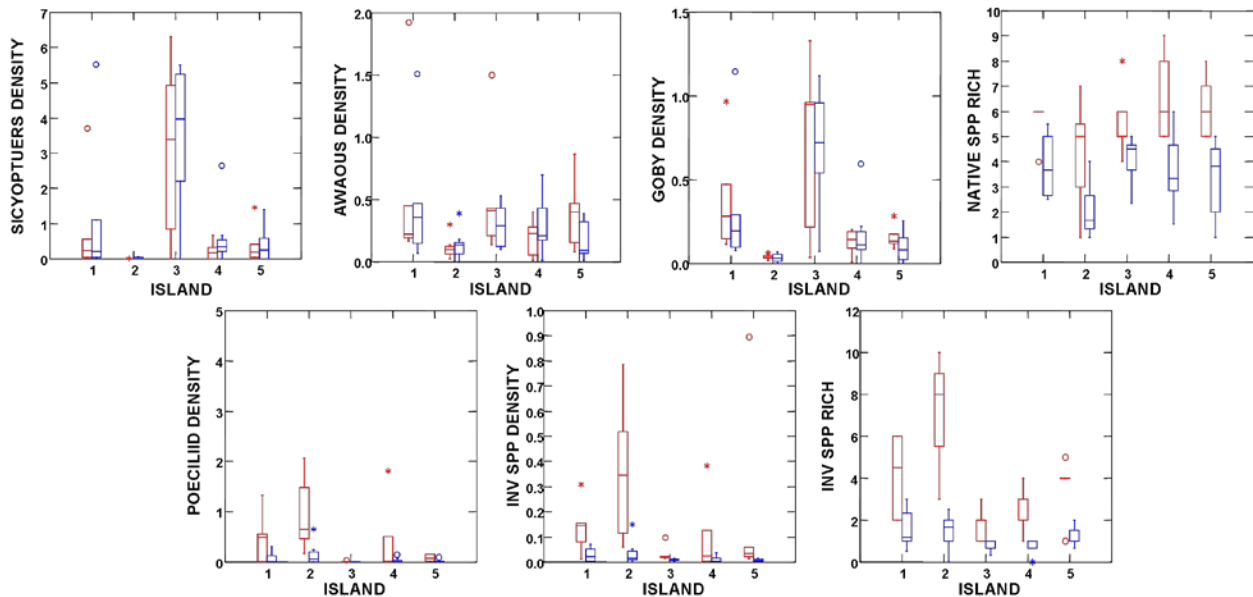 SICYOPTUERS DENSITY
7
6
5
4
3
2
1
0
1 2 3 4 5
ISLAND
AWAOUS DENSITY
2.0
1.5
1.0
0.5
0.0
1 2 3 4 5
ISLAND
GOBY DENSITY
1.5
1.0
0.5
0.0
1 2 3 4 5
ISLAND
NATIVE SPP RICH
10
9
8
7
6
5
4
3
2
1
0
1 2 3 4 5
ISLAND
POECILIID DENSITY
5
4
3
2
1
0
1 2 3 4 5
ISLAND
INV SPP DENSITY
1.0
0.9
0.8
0.7
0.6
0.5
0.4
0.3
0.2
0.1
0.0
1 2 3 4 5
ISLAND
INV SPP RICH
12
10
8
6
4
2
0
1 2 3 4 5
ISLAND